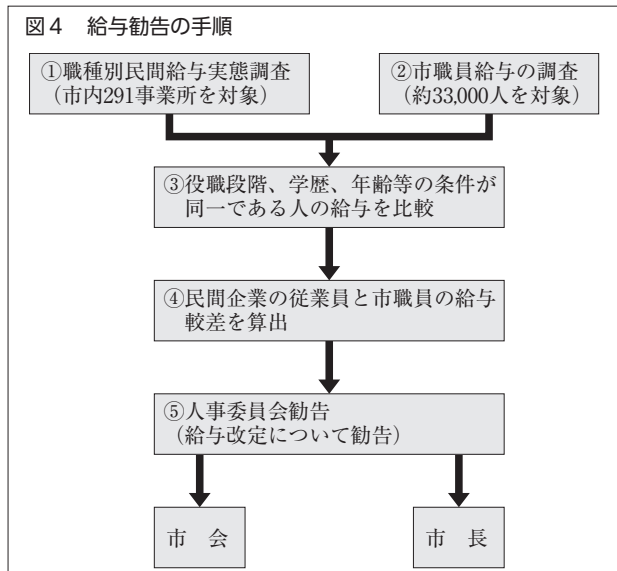 図4　給与勧告の手順
①職種別民間給与実態調査
（市内291事業所を対象）
②市職員給与の調査
（約33,000人を対象）
③役職段階、学歴、年齢等の条件が
同一である人の給与を比較
④民間企業の従業員と市職員の給与
較差を算出
⑤人事委員会勧告
（給与改定について勧告）
市　会
市　長